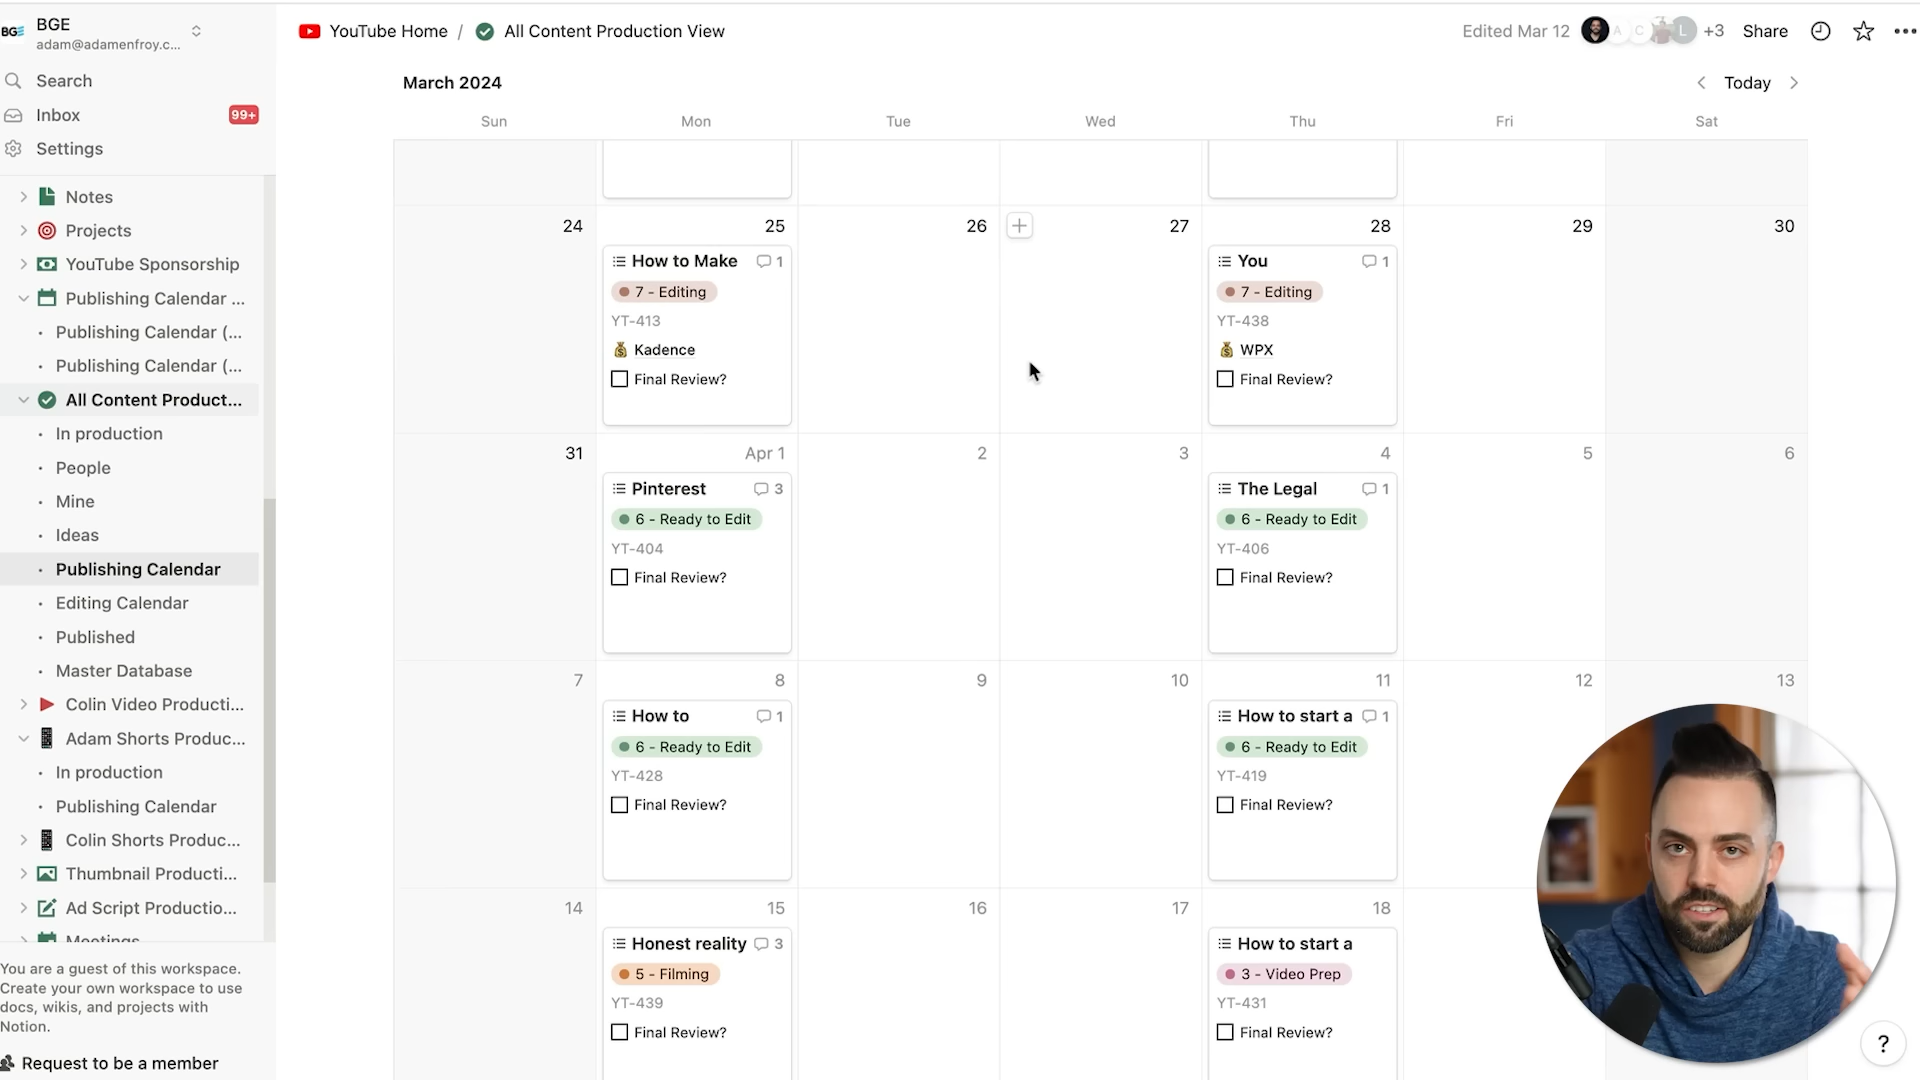 BGE
BGE
adam@adamenfroy.c...
Search
Inbox
99+
Settings
Notes
Projects
YouTube Sponsorship
Publishing Calendar ...
Publishing Calendar (...
Publishing Calendar (...
All Content Product...
In production
People
Mine
Ideas
Publishing Calendar
Editing Calendar
Published
Master Database
Colin Video Producti...
Adam Shorts Produc...
In production
Publishing Calendar
Colin Shorts Produc...
Thumbnail Producti...
Ad Script Productio...
Meetings
You are a guest of this workspace.
Create your own workspace to use
docs, wikis, and projects with
Notion.
Request to be a member
YouTube Home / All Content Production View
Edited Mar 12
A
C
L
+3
Share
March 2024
Today
Sun Mon Tue Wed Thu Fri Sat
24 25 26 27 28 29 30
How to Make 1
7 - Editing
YT-413
Kadence
Final Review?
You 1
7 - Editing
YT-438
WPX
Final Review?
31 Apr 1 2 3 4 5 6
Pinterest 3
6 - Ready to Edit
YT-404
Final Review?
The Legal 1
6 - Ready to Edit
YT-406
Final Review?
7 8 9 10 11 12 13
How to 1
6 - Ready to Edit
YT-428
Final Review?
How to start a 1
6 - Ready to Edit
YT-419
Final Review?
14 15 16 17 18
Honest reality 3
5 - Filming
YT-439
Final Review?
How to start a
3 - Video Prep
YT-431
Final Review?
?